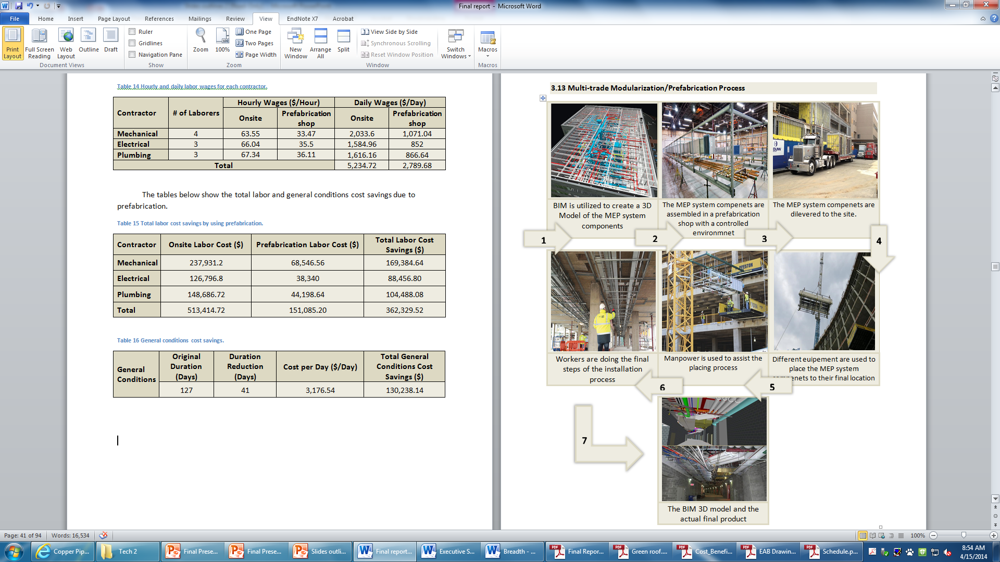 Final report - Microsoft Word
File Home Insert Page Layout References Mailings Review View EndNote X7 Acrobat
Print Layout
Full Screen Reading
Web Layout
Outline
Draft
Document Views
Ruler
Gridlines
Navigation Pane
Show
Zoom
100%
One Page
Two Pages
Page Width
Zoom
New Window
Arrange All
Split
View Side by Side
Synchronous Scrolling
Reset Window Position
Window
Switch Windows
Macros
Macros
Table 14 Hourly and daily labor wages for each contractor.
Contractor # of Laborers Hourly Wages ($/Hour) Daily Wages ($/Day)
Onsite Prefabrication shop Onsite Prefabrication shop
Mechanical 4 63.55 33.47 2,033.6 1,071.04
Electrical 3 66.04 35.5 1,584.96 852
Plumbing 3 67.34 36.11 1,616.16 866.64
Total 5,234.72 2,789.68
The tables below show the total labor and general conditions cost savings due to
prefabrication.
Table 15 Total labor cost savings by using prefabrication.
Contractor Onsite Labor Cost ($) Prefabrication Labor Cost ($) Total Labor Cost Savings ($)
Mechanical 237,931.2 68,546.56 169,384.64
Electrical 126,796.8 38,340 88,456.80
Plumbing 148,686.72 44,198.64 104,488.08
Total 513,414.72 151,085.20 362,329.52
Table 16 General conditions cost savings.
General Conditions Original Duration (Days) Duration Reduction (Days) Cost per Day ($/Day) Total General Conditions Cost Savings ($)
127 41 3,176.54 130,238.14
3.13 Multi-trade Modularization/Prefabrication Process
DUNN
BIM is utilized to create a 3D
Model of the MEP system
components
The MEP system compenets are
assembled in a prefabrication
shop with a controlled
environmnet
The MEP system compenets are
dilevered to the site.
1
2
3
4
Workers are doing the final
steps of the installation
process
Manpower is used to assist the
placing process
Different euipement are used to
place the MEP system
enets to their final location
6
5
7
The BIM 3D model and the
actual final product
Page: 41 of 94 Words: 16,534
100%
Copper Pip...
Tech 2
Final Prese...
Final Prese...
Slides outli...
Final report...
Executive S...
Breadth - ...
Final Repor...
Green roof....
Cost_Benefi...
EAB Drawin...
Schedule.p...
8:54 AM
4/15/2014